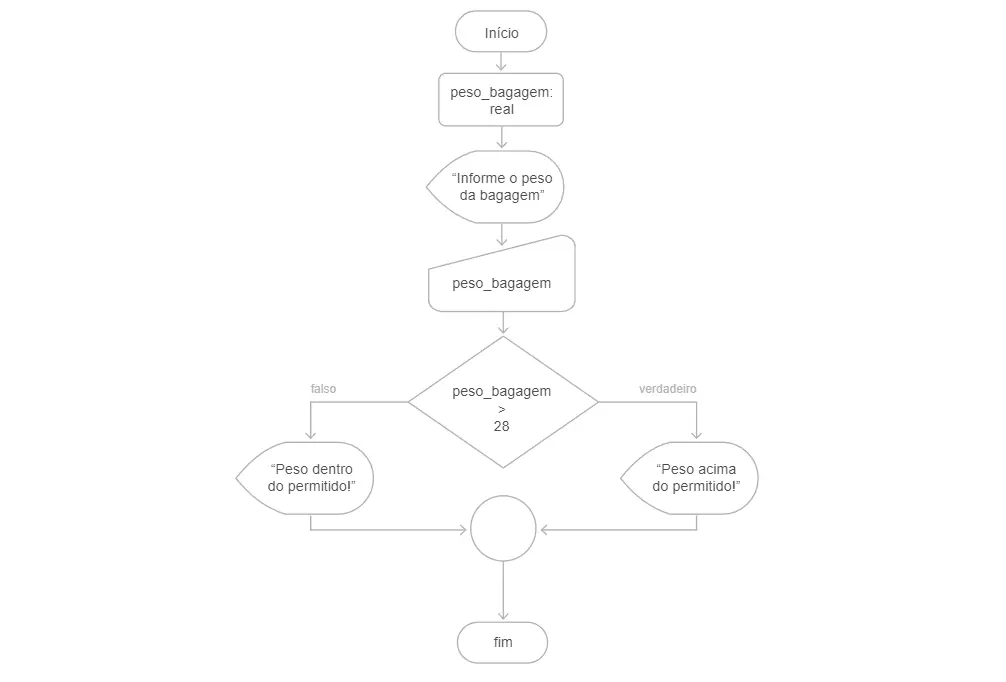 Início
peso_bagagem:
real
“Informe o peso
da bagagem”
peso_bagagem
falso
peso_bagagem
>
28
verdadeiro
“Peso dentro
do permitido!”
“Peso acima
do permitido!”
fim